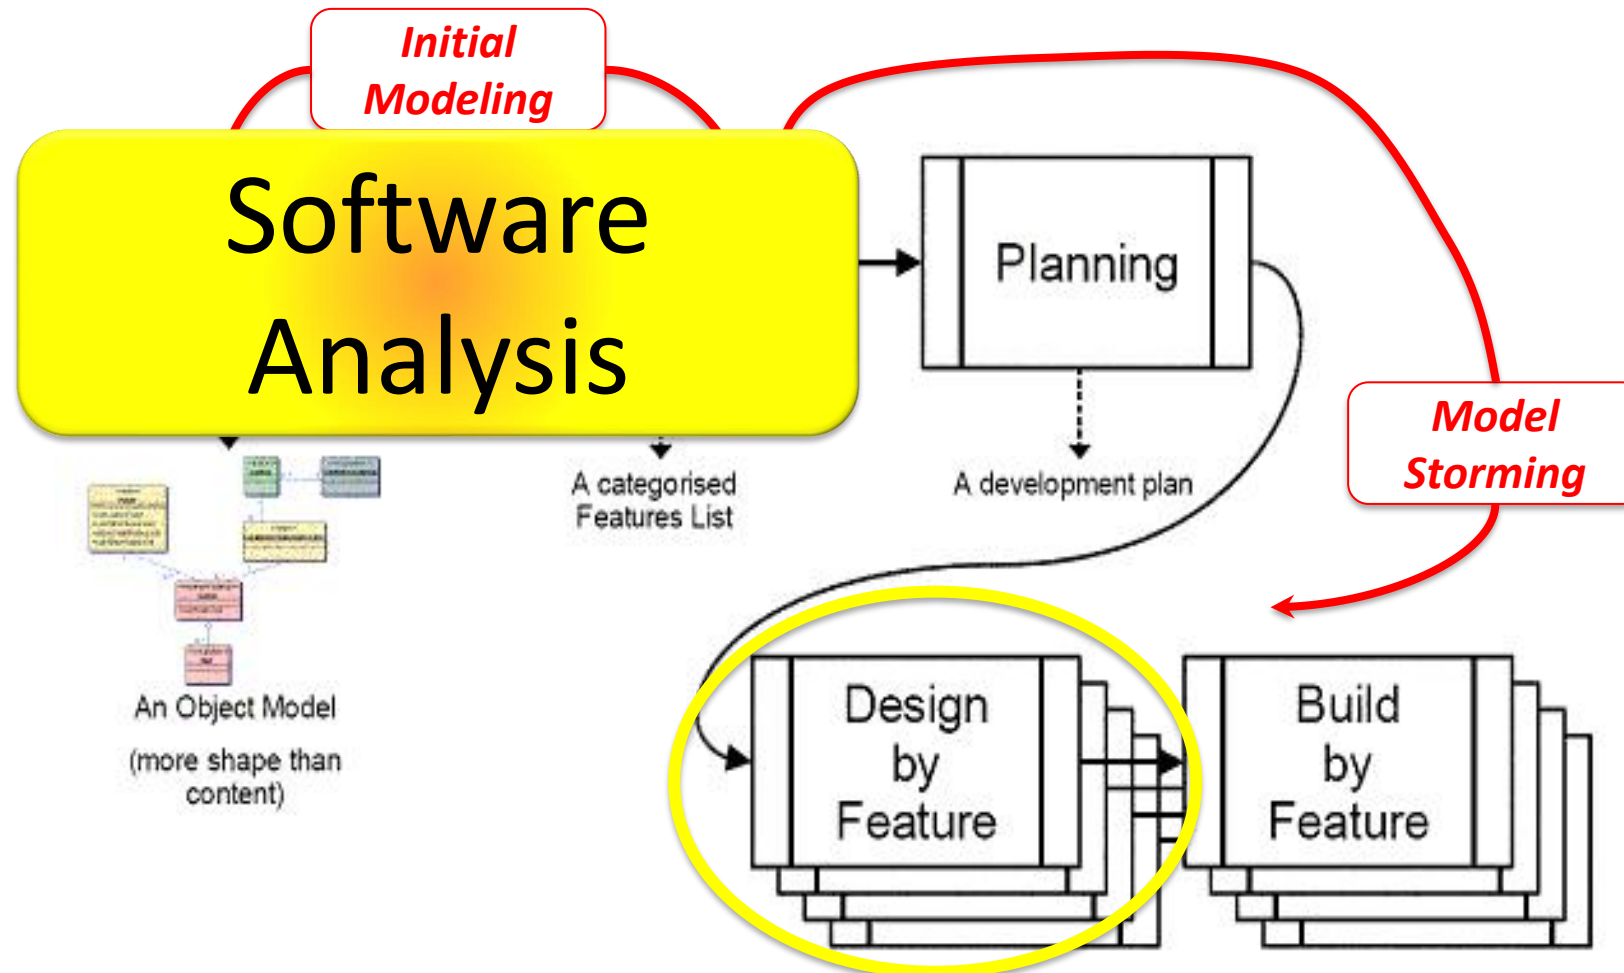 Initial
Modeling
Software
Analysis
Planning
Model
Storming
A categorised
Features List
A development plan
An Object Model
(more shape than
content)
Design
by
Feature
Build
by
Feature